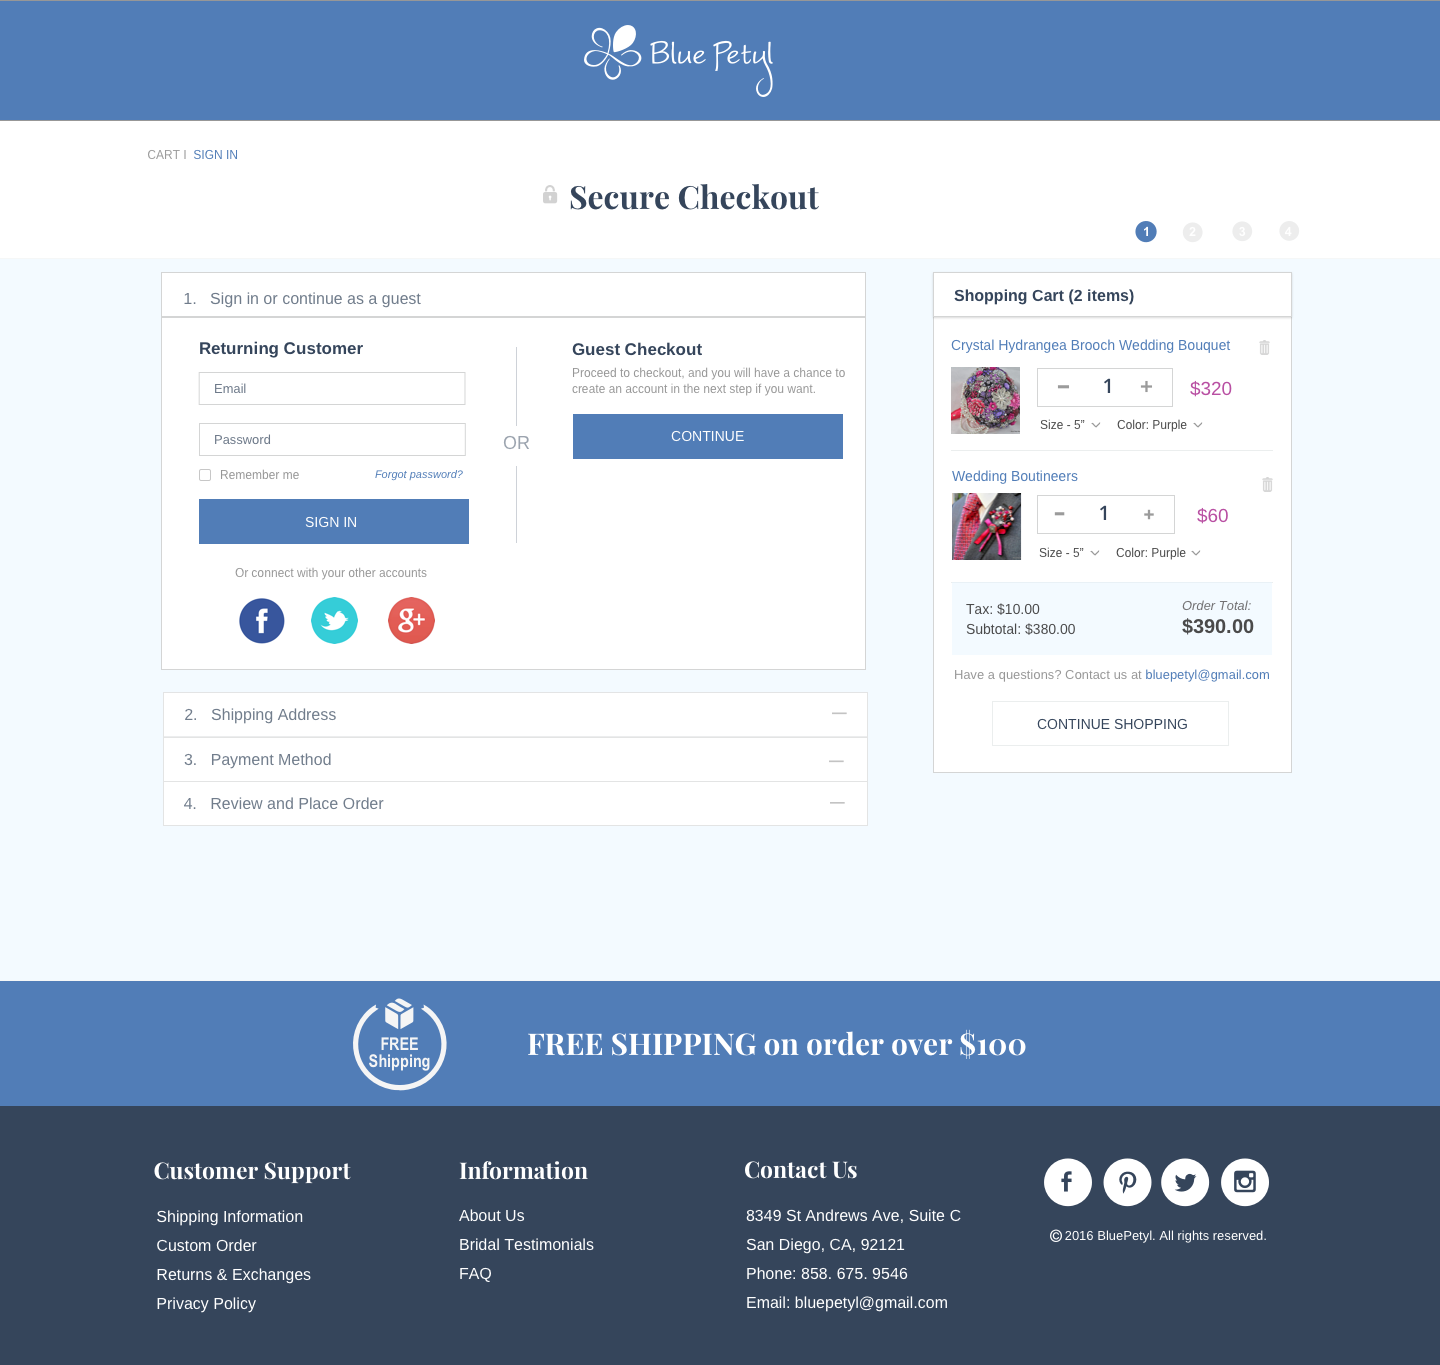 Blue Petyl
CART I SIGN IN
Secure Checkout
1 2 3 4
1. Sign in or continue as a guest
Returning Customer
Email
Password
Remember me
Forgot password?
SIGN IN
Or connect with your other accounts
f
g+
OR
Guest Checkout
Proceed to checkout, and you will have a chance to
create an account in the next step if you want.
CONTINUE
2. Shipping Address
3. Payment Method
4. Review and Place Order
Shopping Cart (2 items)
Crystal Hydrangea Brooch Wedding Bouquet
1
$320
Size - 5” Color: Purple
Wedding Boutineers
1
$60
Size - 5” Color: Purple
Tax: $10.00
Subtotal: $380.00
Order Total:
$390.00
Have a questions? Contact us at bluepetyl@gmail.com
CONTINUE SHOPPING
FREE
Shipping
FREE SHIPPING on order over $100
Customer Support
Shipping Information
Custom Order
Returns & Exchanges
Privacy Policy
Information
About Us
Bridal Testimonials
FAQ
Contact Us
8349 St Andrews Ave, Suite C
San Diego, CA, 92121
Phone: 858. 675. 9546
Email: bluepetyl@gmail.com
f
© 2016 BluePetyl. All rights reserved.